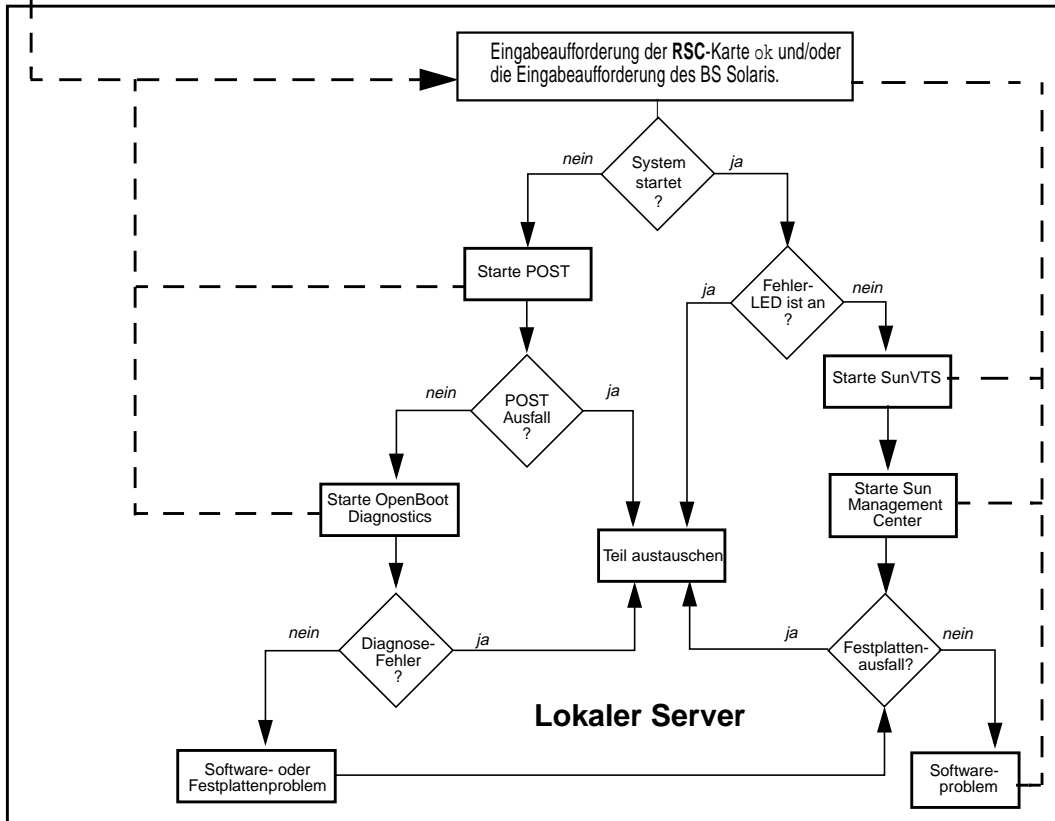 Eingabeaufforderung der RSC-Karte ok und/oder
die Eingabeaufforderung des BS Solaris.
nein
System
startet
?
ja
Starte POST
ja
Fehler-
LED ist an
?
nein
nein
POST
Ausfall
?
ja
Starte SunVTS
Starte OpenBoot
Diagnostics
Starte Sun
Management
Center
Teil austauschen
nein
Diagnose-
Fehler
?
ja
ja
Festplatten-
ausfall?
nein
Lokaler Server
Software- oder
Festplattenproblem
Software-
problem